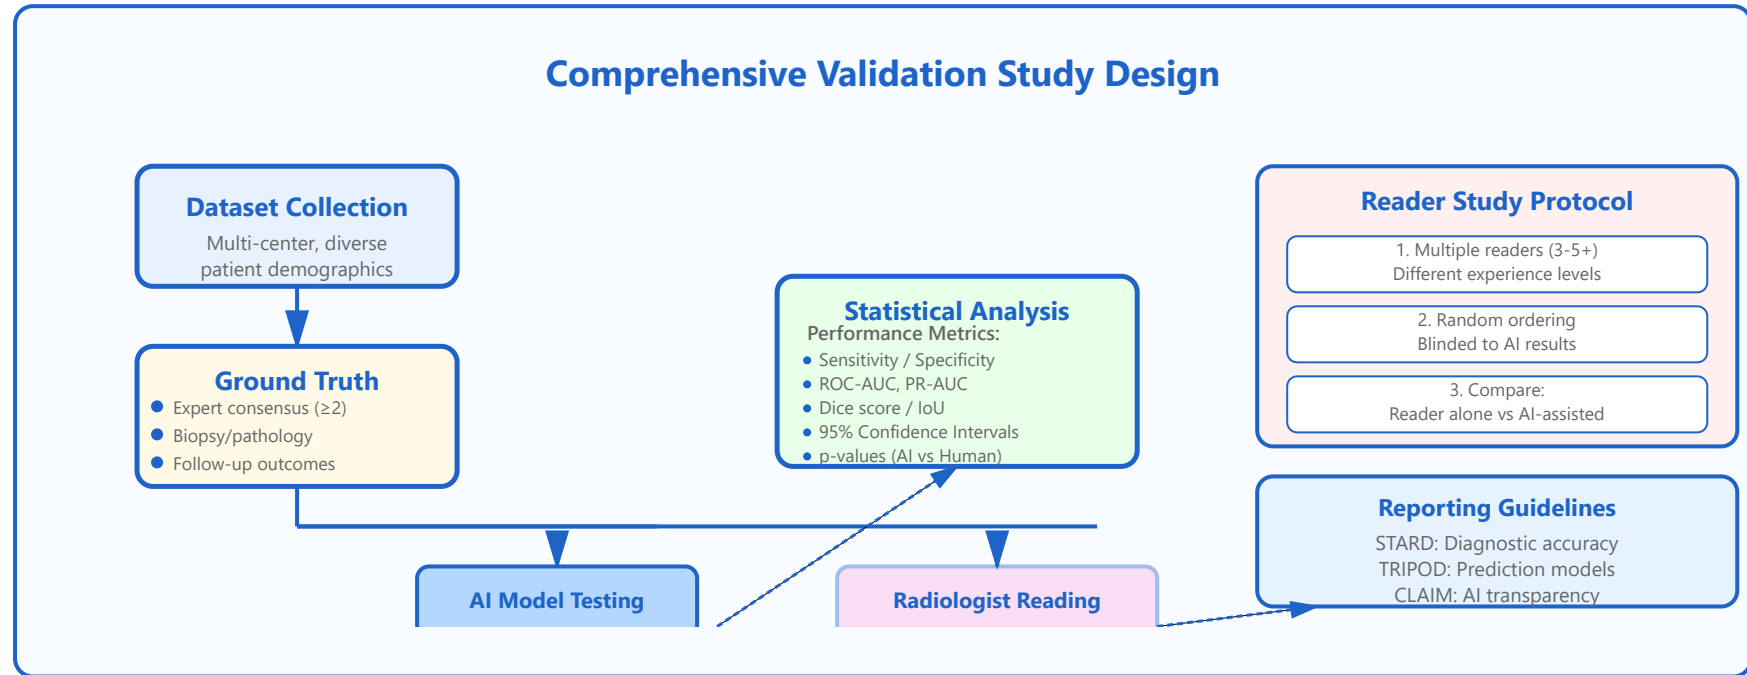 Comprehensive Validation Study Design
Dataset Collection
Multi-center, diverse
patient demographics
Ground Truth
Expert consensus (≥2)
Biopsy/pathology
Follow-up outcomes
Statistical Analysis
Performance Metrics:
Sensitivity / Specificity
ROC-AUC, PR-AUC
Dice score / IoU
95% Confidence Intervals
p-values (AI vs Human)
AI Model Testing
Radiologist Reading
Reader Study Protocol
1. Multiple readers (3-5+)
Different experience levels
2. Random ordering
Blinded to AI results
3. Compare:
Reader alone vs AI-assisted
Reporting Guidelines
STARD: Diagnostic accuracy
TRIPOD: Prediction models
CLAIM: AI transparency